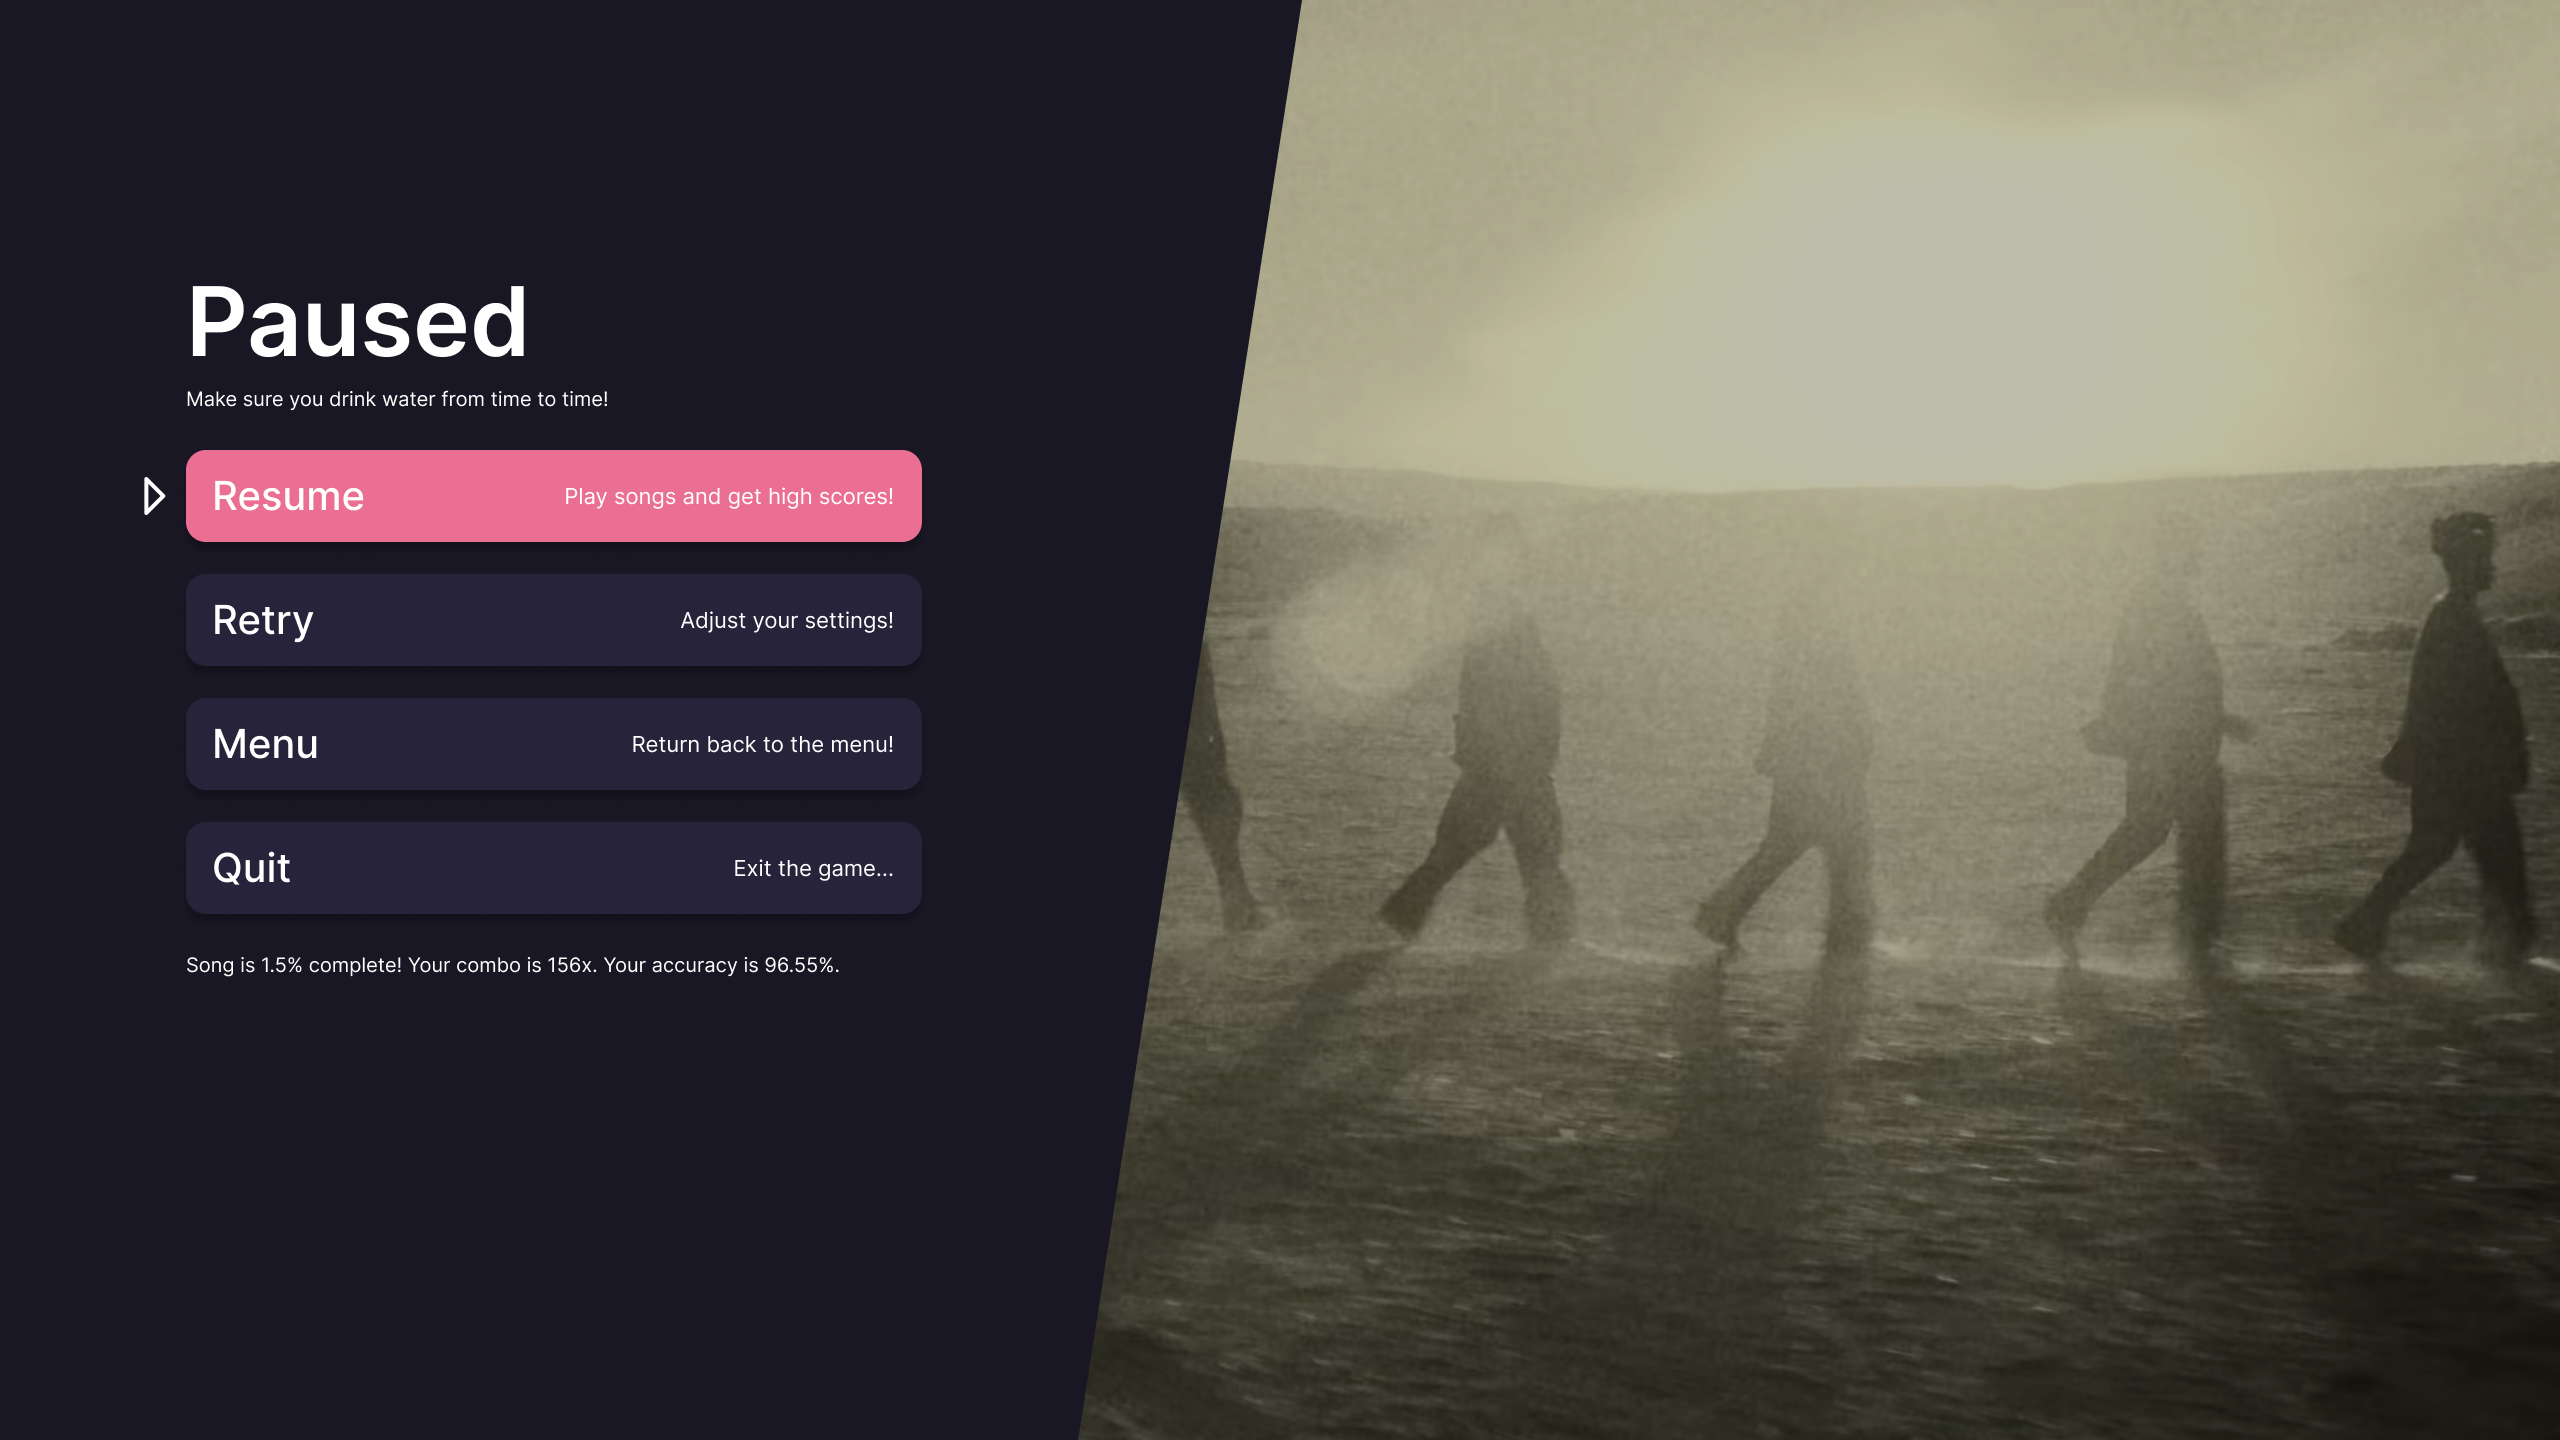 Paused
Make sure you drink water from time to time!
Resume Play songs and get high scores!
Retry Adjust your settings!
Menu Return back to the menu!
Quit Exit the game...
Song is 1.5% complete! Your combo is 156x. Your accuracy is 96.55%.